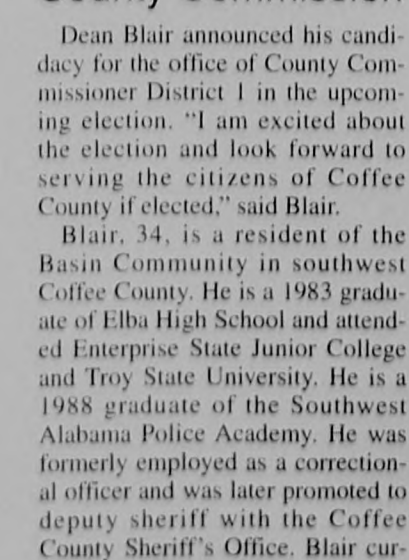 Dean Blair announced his candi-
dacy for the office of County Com-
missioner District 1 in the upcom-
ing election. "I am excited about
the election and look forward to
serving the citizens of Coffee
County if elected," said Blair.
Blair, 34, is a resident of the
Basin Community in southwest
Coffee County. He is a 1983 gradu-
ate of Elba High School and attend-
ed Enterprise State Junior College
and Troy State University. He is a
1988 graduate of the Southwest
Alabama Police Academy. He was
formerly employed as a correction-
al officer and was later promoted to
deputy sheriff with the Coffee
County Sheriff's Office. Blair cur-